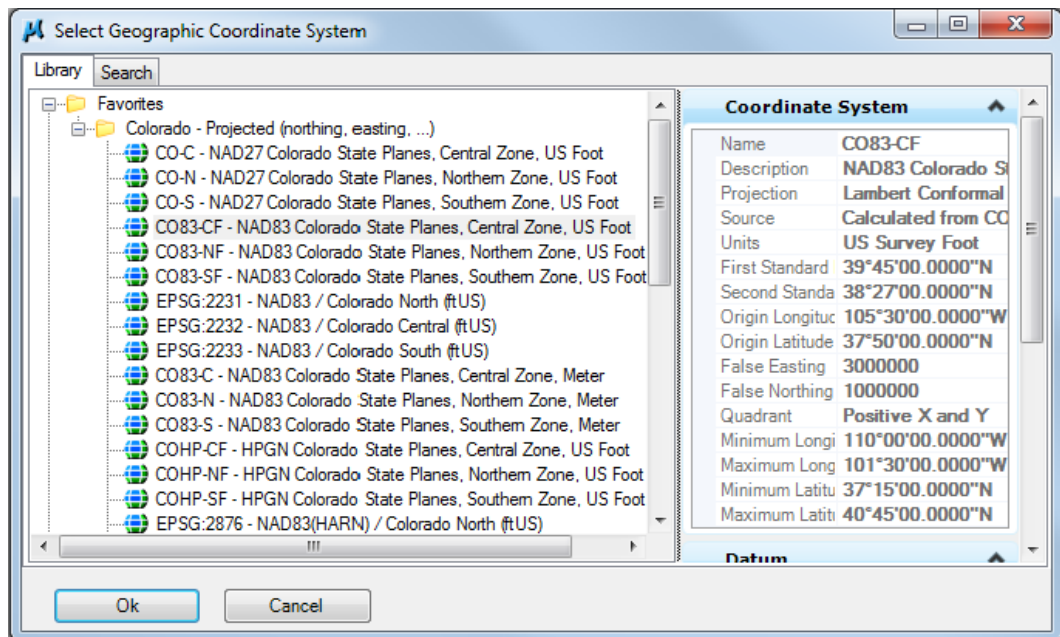 Select Geographic Coordinate System
Library
Search
Favorites
Colorado - Projected (northing, easting, ...)
CO-C - NAD27 Colorado State Planes, Central Zone, US Foot
CO-N - NAD27 Colorado State Planes, Northern Zone, US Foot
CO-S - NAD27 Colorado State Planes, Southern Zone, US Foot
CO83-CF - NAD83 Colorado State Planes, Central Zone, US Foot
CO83-NF - NAD83 Colorado State Planes, Northern Zone, US Foot
CO83-SF - NAD83 Colorado State Planes, Southern Zone, US Foot
EPSG:2231 - NAD83 / Colorado North (ftUS)
EPSG:2232 - NAD83 / Colorado Central (ftUS)
EPSG:2233 - NAD83 / Colorado South (ftUS)
CO83-C - NAD83 Colorado State Planes, Central Zone, Meter
CO83-N - NAD83 Colorado State Planes, Northern Zone, Meter
CO83-S - NAD83 Colorado State Planes, Southern Zone, Meter
COHP-CF - HPGN Colorado State Planes, Central Zone, US Foot
COHP-NF - HPGN Colorado State Planes, Northern Zone, US Foot
COHP-SF - HPGN Colorado State Planes, Southern Zone, US Foot
EPSG:2876 - NAD83(HARN) / Colorado North (ftUS)
Coordinate System
Name CO83-CF
Description NAD83 Colorado St
Projection Lambert Conformal
Source Calculated from CO
Units US Survey Foot
First Standard 39°45'00.0000"N
Second Standa 38°27'00.0000"N
Origin Longituc 105°30'00.0000"W
Origin Latitude 37°50'00.0000"N
False Easting 3000000
False Northing 1000000
Quadrant Positive X and Y
Minimum Longi 110°00'00.0000"W
Maximum Long 101°30'00.0000"W
Minimum Latitu 37°15'00.0000"N
Maximum Latitu 40°45'00.0000"N
Datum
Ok
Cancel